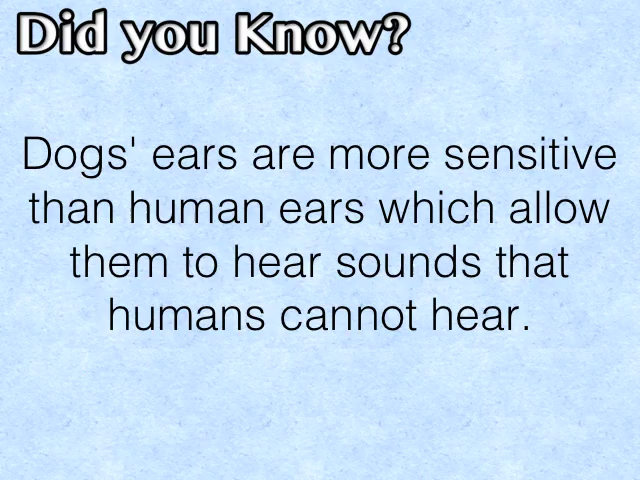 Did you Know?
Dogs' ears are more sensitive
than human ears which allow
them to hear sounds that
humans cannot hear.